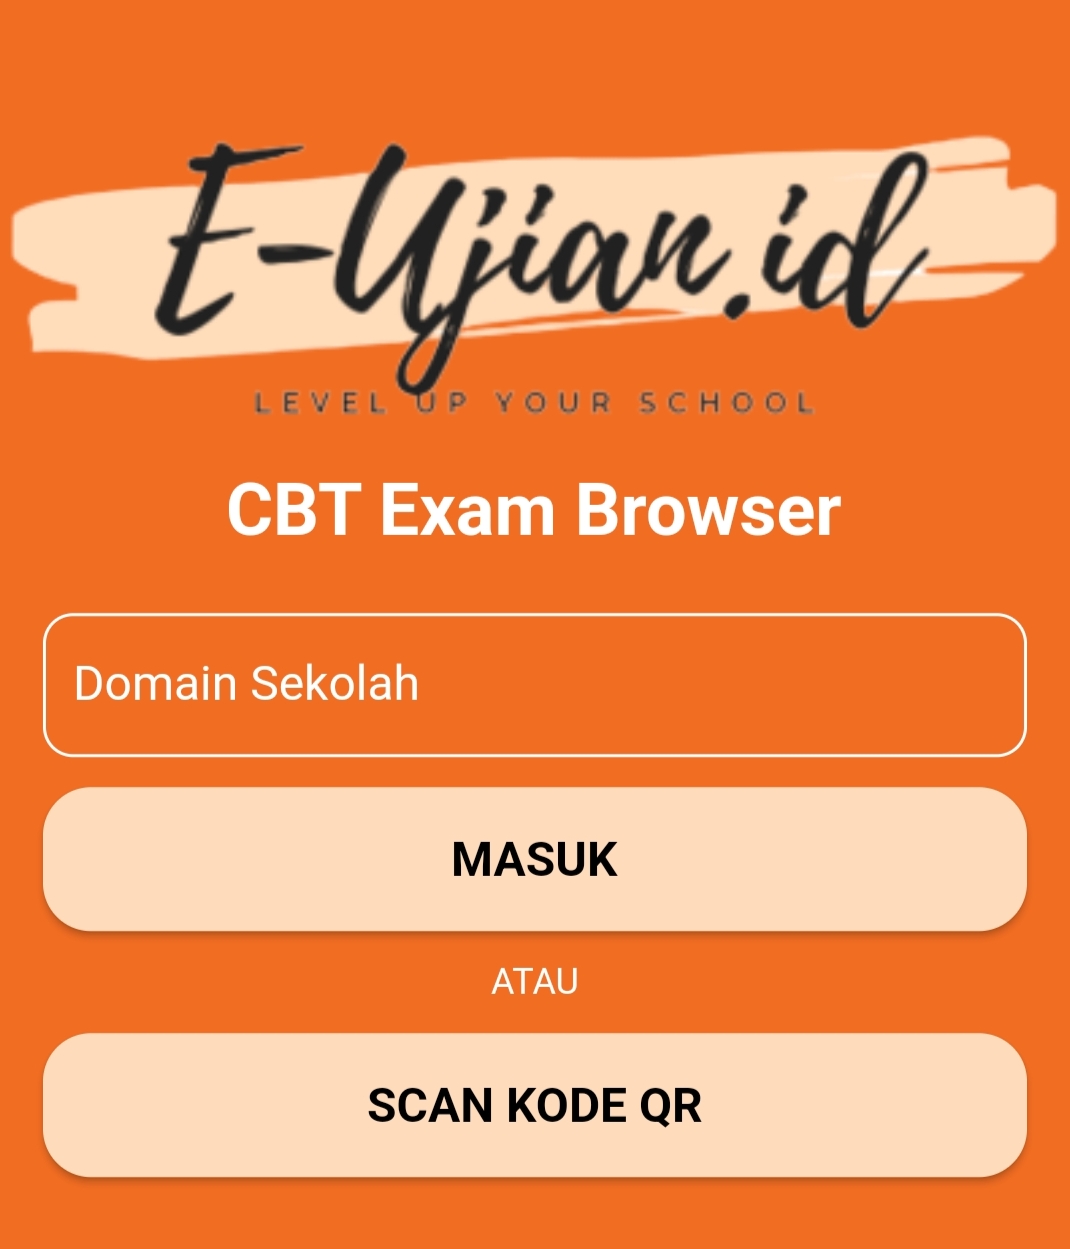 E-Ujian.id
LEVEL UP YOUR SCHOOL
CBT Exam Browser
Domain Sekolah
MASUK
ATAU
SCAN KODE QR